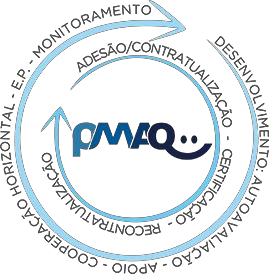 DESENVOLVIMENTO: AUTOAVALIAÇÃO - APOIO - COOPERAÇÃO HORIZONTAL - E.P. - MONITORAMENTO
ADESÃO/CONTRATUALIZAÇÃO - CERTIFICAÇÃO - RECONTRATUALIZAÇÃO
PMAQ